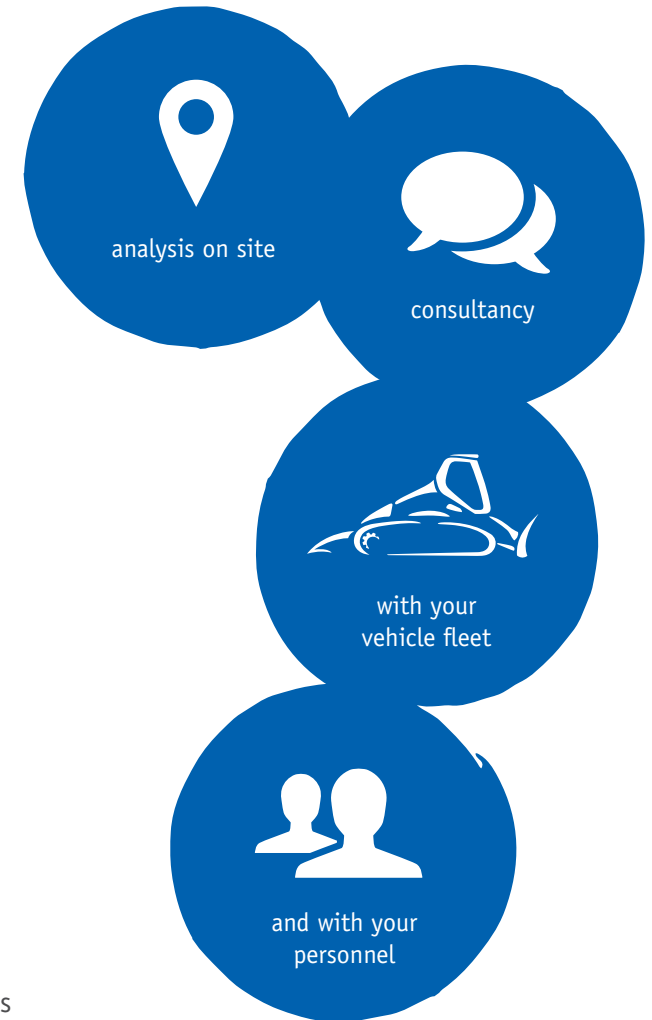 analysis on site
consultancy
with your
vehicle fleet
and with your
personnel
s